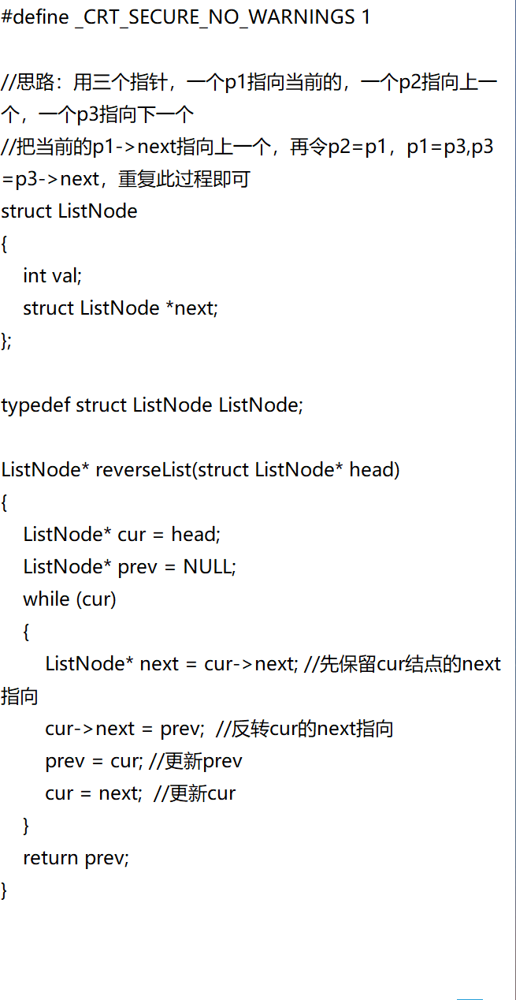 #define _CRT_SECURE_NO_WARNINGS 1
//思路：用三个指针，一个p1指向当前的，一个p2指向上一
个，一个p3指向下一个
//把当前的p1->next指向上一个，再令p2=p1，p1=p3,p3
=p3->next，重复此过程即可
struct ListNode
{
    int val;
    struct ListNode *next;
};
typedef struct ListNode ListNode;
ListNode* reverseList(struct ListNode* head)
{
    ListNode* cur = head;
    ListNode* prev = NULL;
    while (cur)
    {
        ListNode* next = cur->next; //先保留cur结点的next
指向
        cur->next = prev;  //反转cur的next指向
        prev = cur; //更新prev
        cur = next;  //更新cur
    }
    return prev;
}